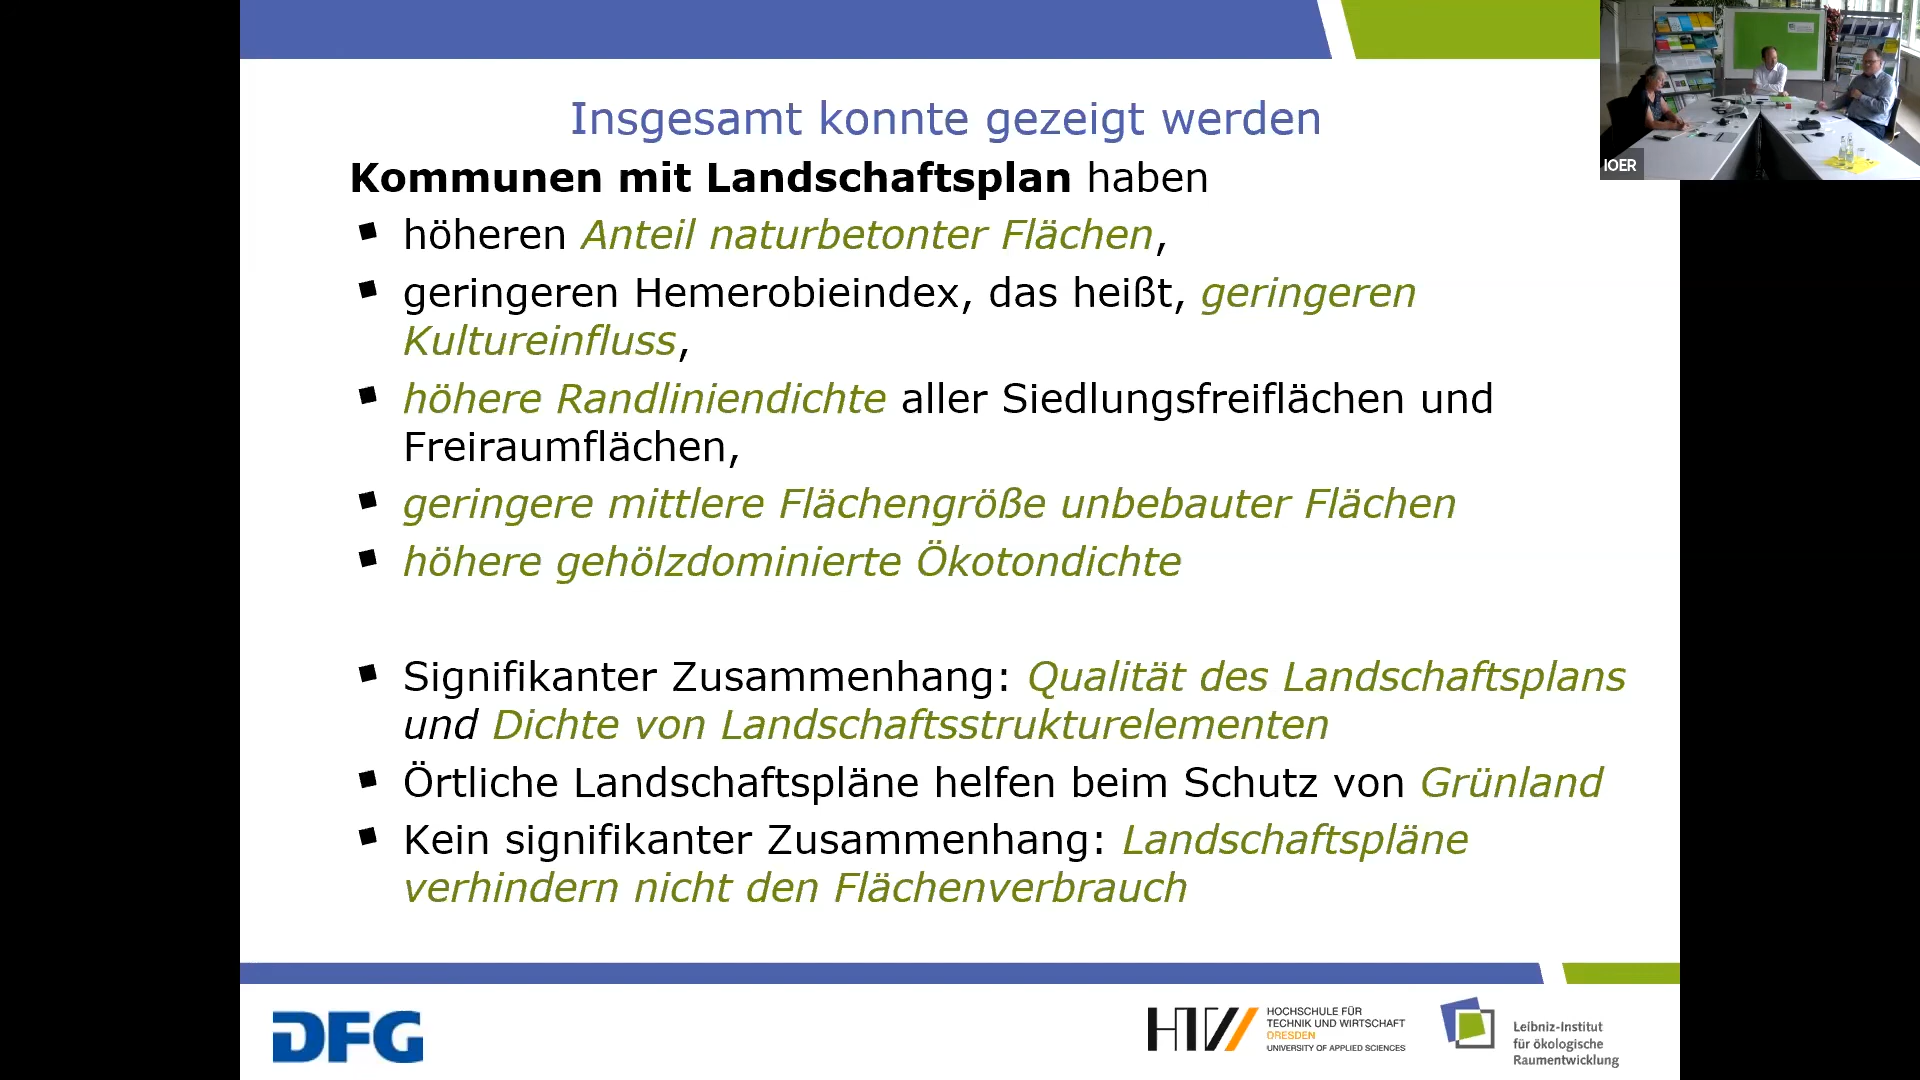 IOER
Insgesamt konnte gezeigt werden
Kommunen mit Landschaftsplan haben
höheren Anteil naturbetonter Flächen,
geringeren Hemerobieindex, das heißt, geringeren
Kultureinfluss,
höhere Randliniendichte aller Siedlungsfreiflächen und
Freiraumflächen,
geringere mittlere Flächengröße unbebauter Flächen
höhere gehölzdominierte Ökotondichte
Signifikanter Zusammenhang: Qualität des Landschaftsplans
und Dichte von Landschaftsstrukturelementen
Örtliche Landschaftspläne helfen beim Schutz von Grünland
Kein signifikanter Zusammenhang: Landschaftspläne
verhindern nicht den Flächenverbrauch
DFG
HTW
HOCHSCHULE FÜR
TECHNIK UND WIRTSCHAFT
DRESDEN
UNIVERSITY OF APPLIED SCIENCES
Leibniz-Institut
für ökologische
Raumentwicklung